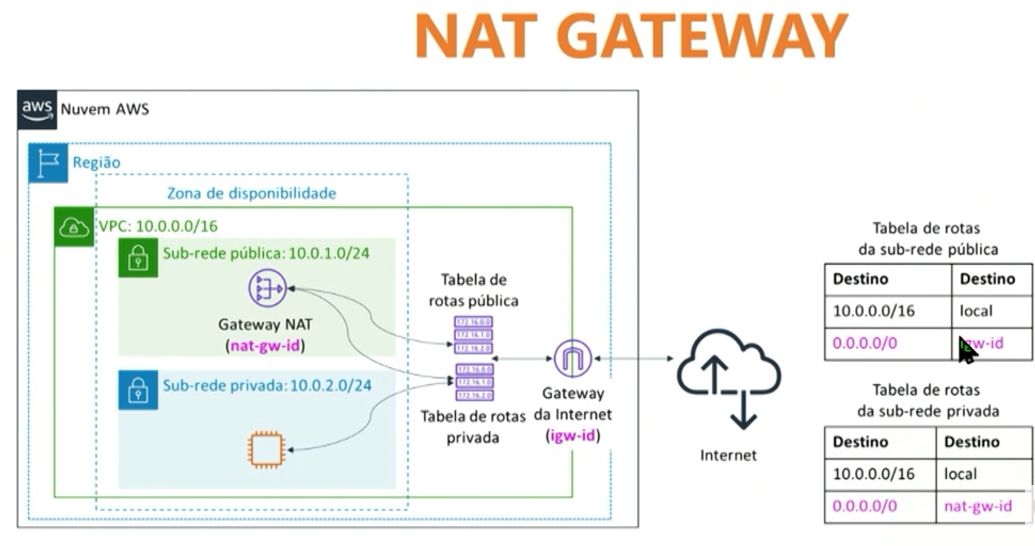 NAT GATEWAY
aws
Nuvem AWS
Região
Zona de disponibilidade
VPC: 10.0.0.0/16
Sub-rede pública: 10.0.1.0/24
Gateway NAT
(nat-gw-id)
Sub-rede privada: 10.0.2.0/24
Tabela de
rotas pública
172.16.0.0
172.16.1.0
172.16.2.0
172.16.0.0
172.16.1.0
172.16.2.0
Tabela de rotas
privada
Gateway
da Internet
(igw-id)
Internet
Tabela de rotas
da sub-rede pública
Destino Destino
10.0.0.0/16 local
0.0.0.0/0 igw-id
Tabela de rotas
da sub-rede privada
Destino Destino
10.0.0.0/16 local
0.0.0.0/0 nat-gw-id